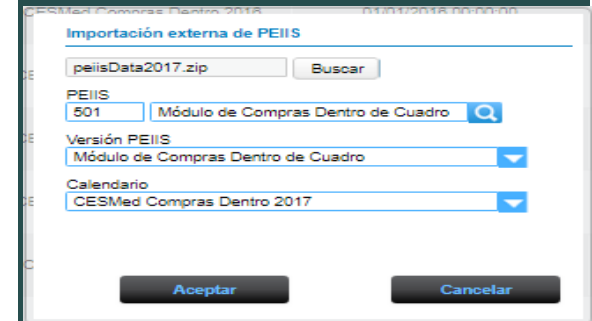 CESMed Compras Dentro 2016 01/01/2016 00:00:00
Importación externa de PEIIS
peiisData2017.zip Buscar
PEIIS
501 Módulo de Compras Dentro de Cuadro
Versión PEIIS
Módulo de Compras Dentro de Cuadro
Calendario
CESMed Compras Dentro 2017
Aceptar Cancelar